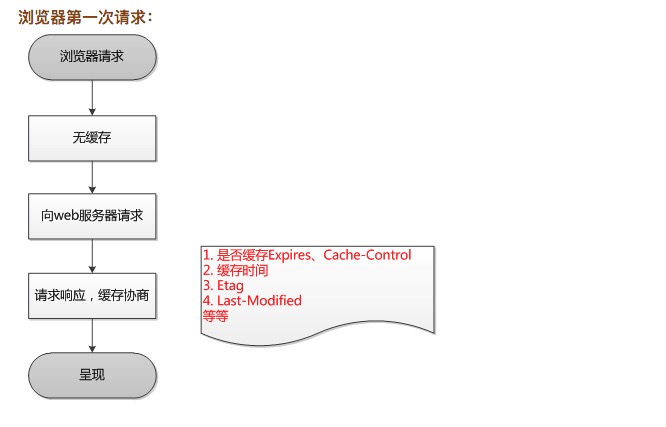 浏览器第一次请求：
浏览器请求
无缓存
向web服务器请求
请求响应，缓存协商
呈现
1. 是否缓存Expires、Cache-Control
2. 缓存时间
3. Etag
4. Last-Modified
等等